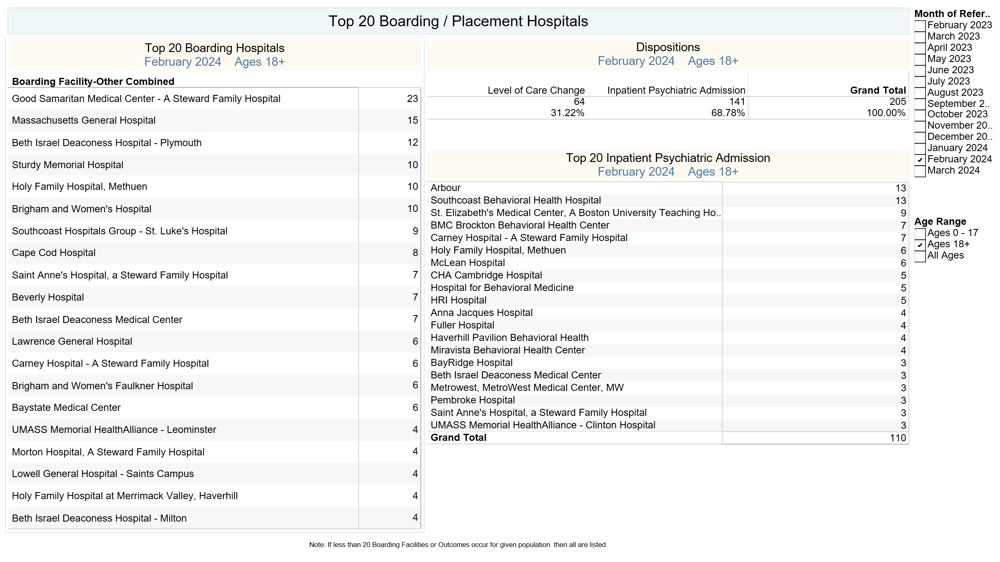 Top 20 Boarding / Placement Hospitals
Top 20 Boarding Hospitals
February 2024 Ages 18+
Boarding Facility-Other Combined
Good Samaritan Medical Center - A Steward Family Hospital 23
Massachusetts General Hospital 15
Beth Israel Deaconess Hospital - Plymouth 12
Sturdy Memorial Hospital 10
Holy Family Hospital, Methuen 10
Brigham and Women's Hospital 10
Southcoast Hospitals Group - St. Luke's Hospital 9
Cape Cod Hospital 8
Saint Anne's Hospital, a Steward Family Hospital 7
Beverly Hospital 7
Beth Israel Deaconess Medical Center 7
Lawrence General Hospital 6
Carney Hospital - A Steward Family Hospital 6
Brigham and Women's Faulkner Hospital 6
Baystate Medical Center 6
UMASS Memorial HealthAlliance - Leominster 4
Morton Hospital, A Steward Family Hospital 4
Lowell General Hospital - Saints Campus 4
Holy Family Hospital at Merrimack Valley, Haverhill 4
Beth Israel Deaconess Hospital - Milton 4
Dispositions
February 2024 Ages 18+
Level of Care Change Inpatient Psychiatric Admission Grand Total
64 141 205
31.22% 68.78% 100.00%
Top 20 Inpatient Psychiatric Admission
February 2024 Ages 18+
Arbour 13
Southcoast Behavioral Health Hospital 13
St. Elizabeth's Medical Center, A Boston University Teaching Ho.. 9
BMC Brockton Behavioral Health Center 7
Carney Hospital - A Steward Family Hospital 7
Holy Family Hospital, Methuen 6
McLean Hospital 6
CHA Cambridge Hospital 5
Hospital for Behavioral Medicine 5
HRI Hospital 5
Anna Jacques Hospital 4
Fuller Hospital 4
Haverhill Pavilion Behavioral Health 4
Miravista Behavioral Health Center 4
BayRidge Hospital 3
Beth Israel Deaconess Medical Center 3
Metrowest, MetroWest Medical Center, MW 3
Pembroke Hospital 3
Saint Anne's Hospital, a Steward Family Hospital 3
UMASS Memorial HealthAlliance - Clinton Hospital 3
Grand Total 110
Month of Refer..
February 2023
March 2023
April 2023
May 2023
June 2023
July 2023
August 2023
September 2..
October 2023
November 20..
December 20..
January 2024
February 2024
March 2024
Age Range
Ages 0 - 17
Ages 18+
All Ages
Note: If less than 20 Boarding Facilities or Outcomes occur for given population then all are listed.